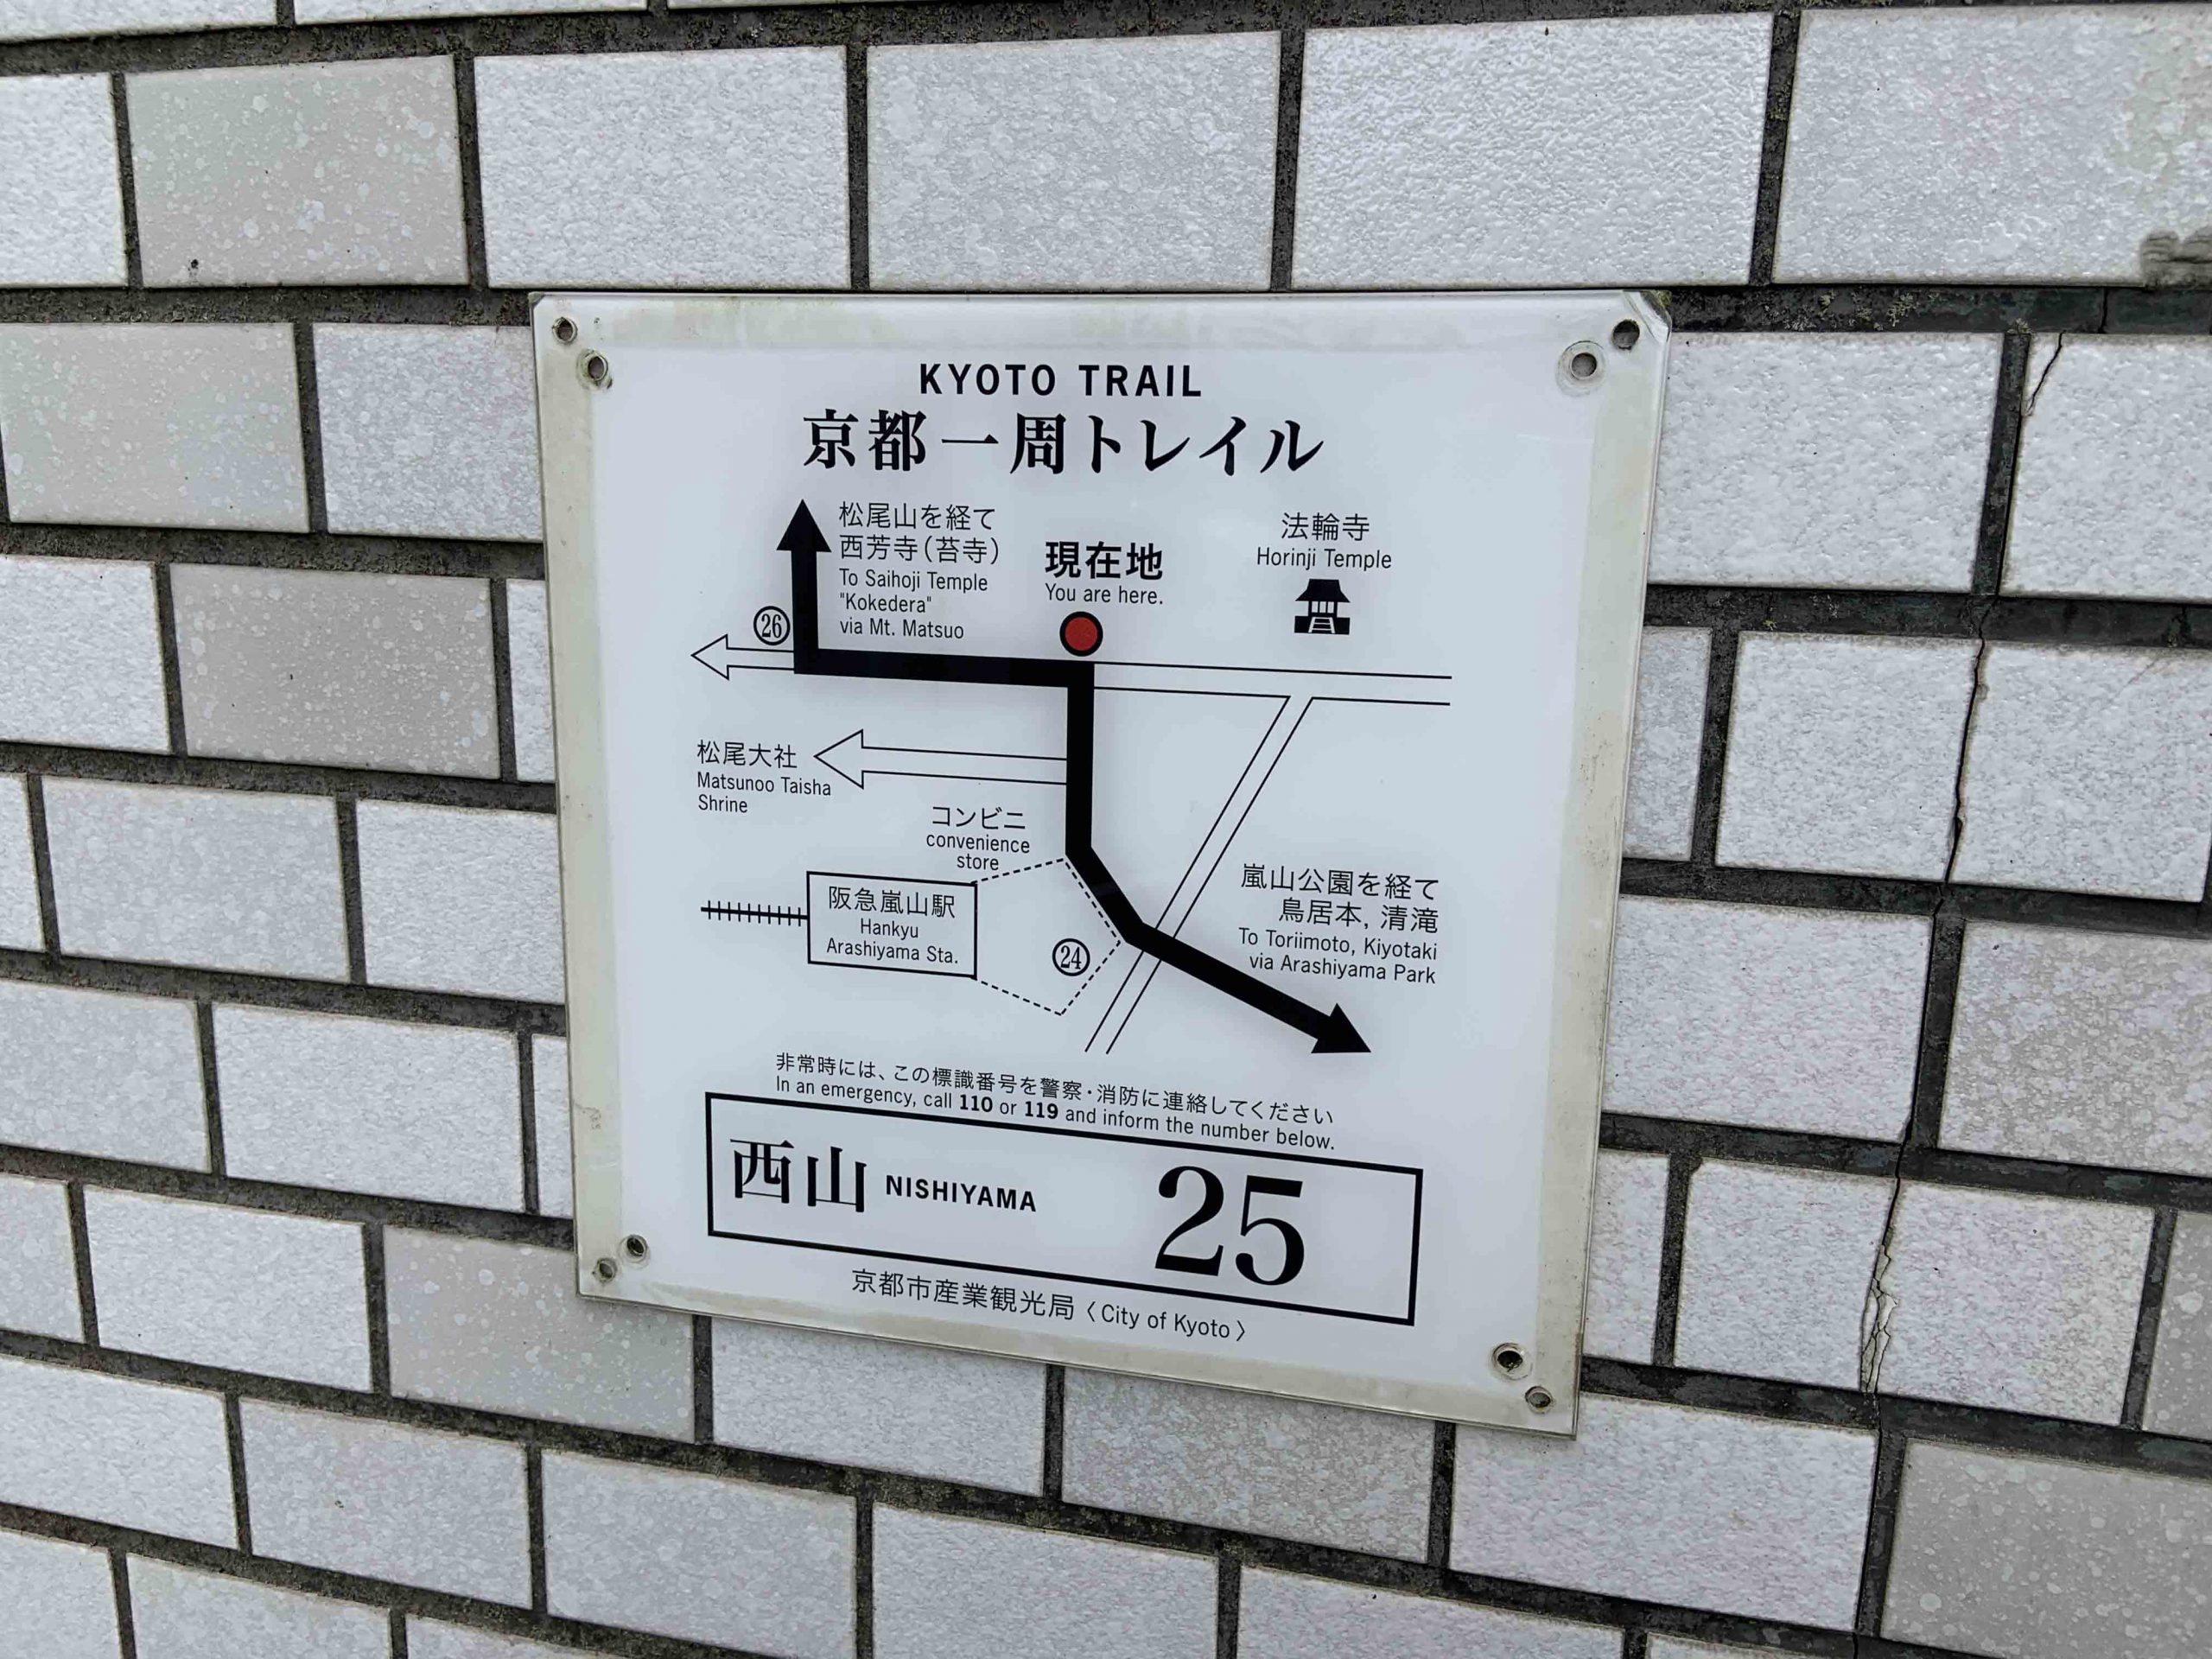 KYOTO TRAIL
京都一周トレイル
松尾山を経て
西芳寺(苔寺)
To Saihoji Temple
"Kokedera"
via Mt. Matsuo
現在地
You are here.
法輪寺
Horinji Temple
26
松尾大社
Matsunoo Taisha
Shrine
コンビニ
convenience
store
阪急嵐山駅
Hankyu
Arashiyama Sta.
24
嵐山公園を経て
鳥居本, 清滝
To Toriimoto, Kiyotaki
via Arashiyama Park
非常時には、この標識番号を警察・消防に連絡してください
In an emergency, call 110 or 119 and inform the number below.
西山 NISHIYAMA 25
京都市産業観光局〈City of Kyoto〉